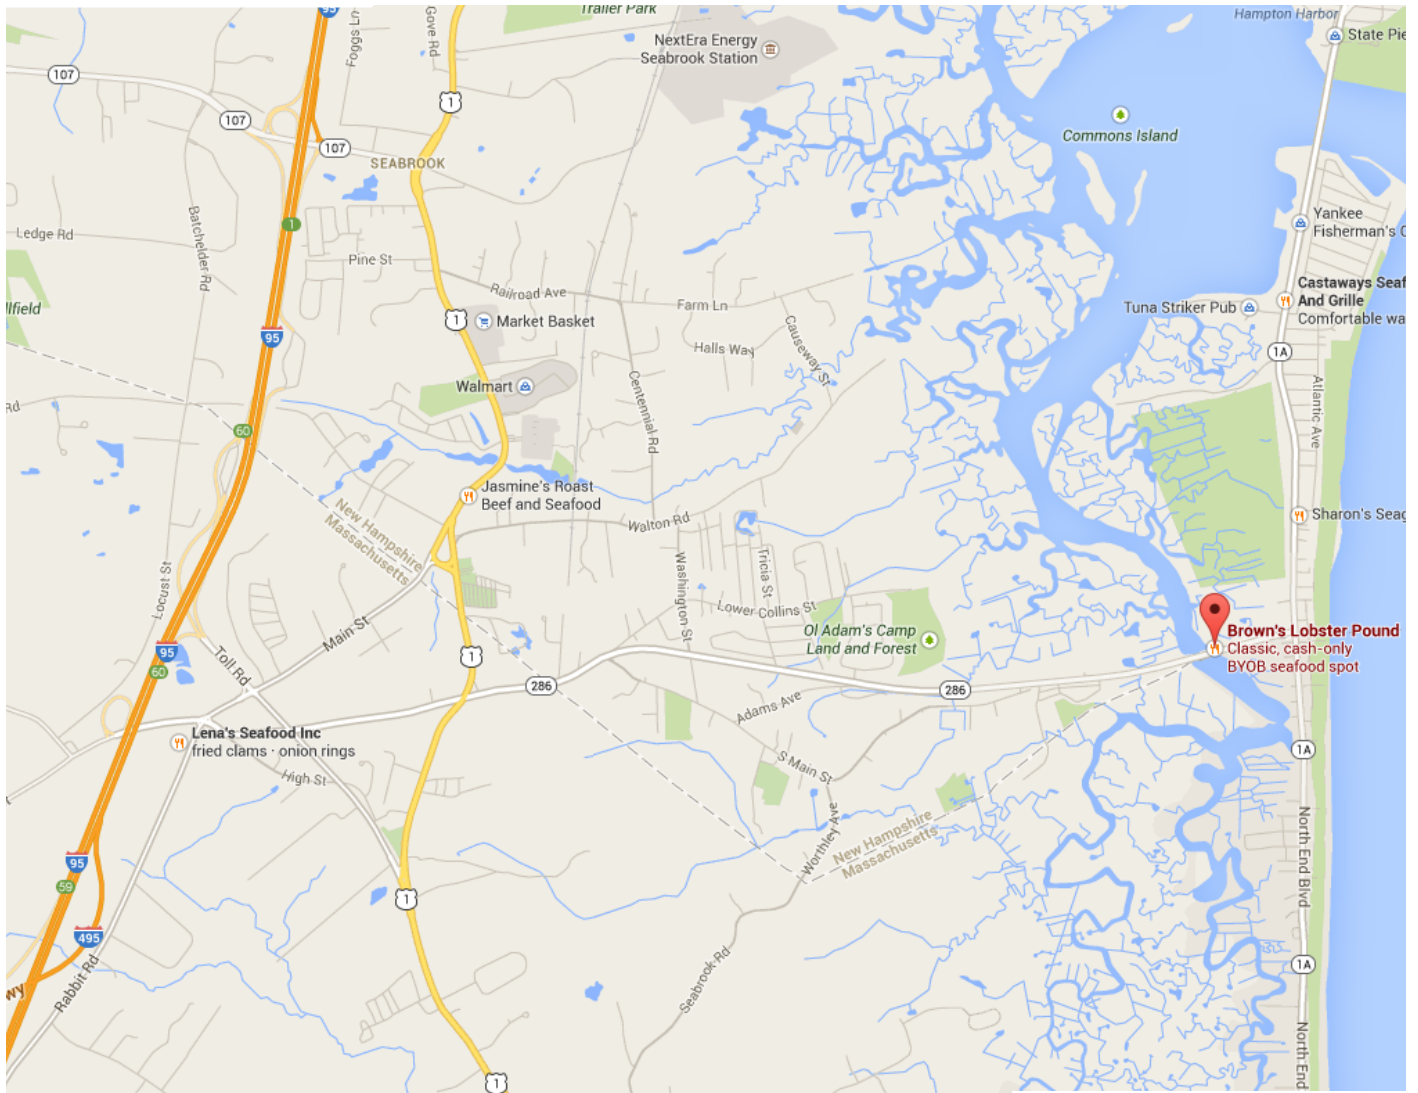 95
Foggs Ln
Gove Rd
Trailer Park
Hampton Harbor
State Pie
NextEra Energy
Seabrook Station
107
1
107
107
Commons Island
SEABROOK
Batchelder Rd
1
Yankee
Fisherman's C
Ledge Rd
Pine St
Railroad Ave
Farm Ln
Castaways Seaf
And Grille
Comfortable wa
llfield
1
Market Basket
Tuna Striker Pub
95
Halls Way
Causeway St
1A
Walmart
Centennial Rd
Atlantic Ave
Rd
60
Jasmine's Roast
Beef and Seafood
New Hampshire
Massachusetts
Walton Rd
Sharon's Seag
Locust St
Washington St
Tricia St
Lower Collins St
Main St
Ol Adam's Camp
Land and Forest
Brown's Lobster Pound
Classic, cash-only
BYOB seafood spot
95
60
Toll Rd
1
286
286
Adams Ave
Lena's Seafood Inc
fried clams · onion rings
High St
S Main St
1A
Worthley Ave
New Hampshire
Massachusetts
North End Blvd
95
59
1
495
Rabbit Rd
wy
Seabrook Rd
1A
North End
1